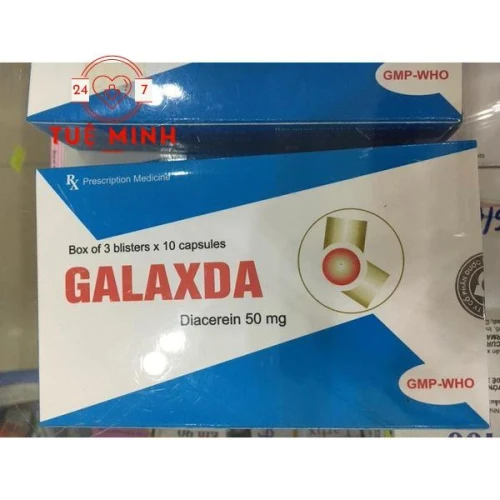 GMP-WHO
24 7
TUỆ MINH
Rx Prescription Medicine
Box of 3 blisters x 10 capsules
GALAXDA
Diacerein 50 mg
GMP-WHO